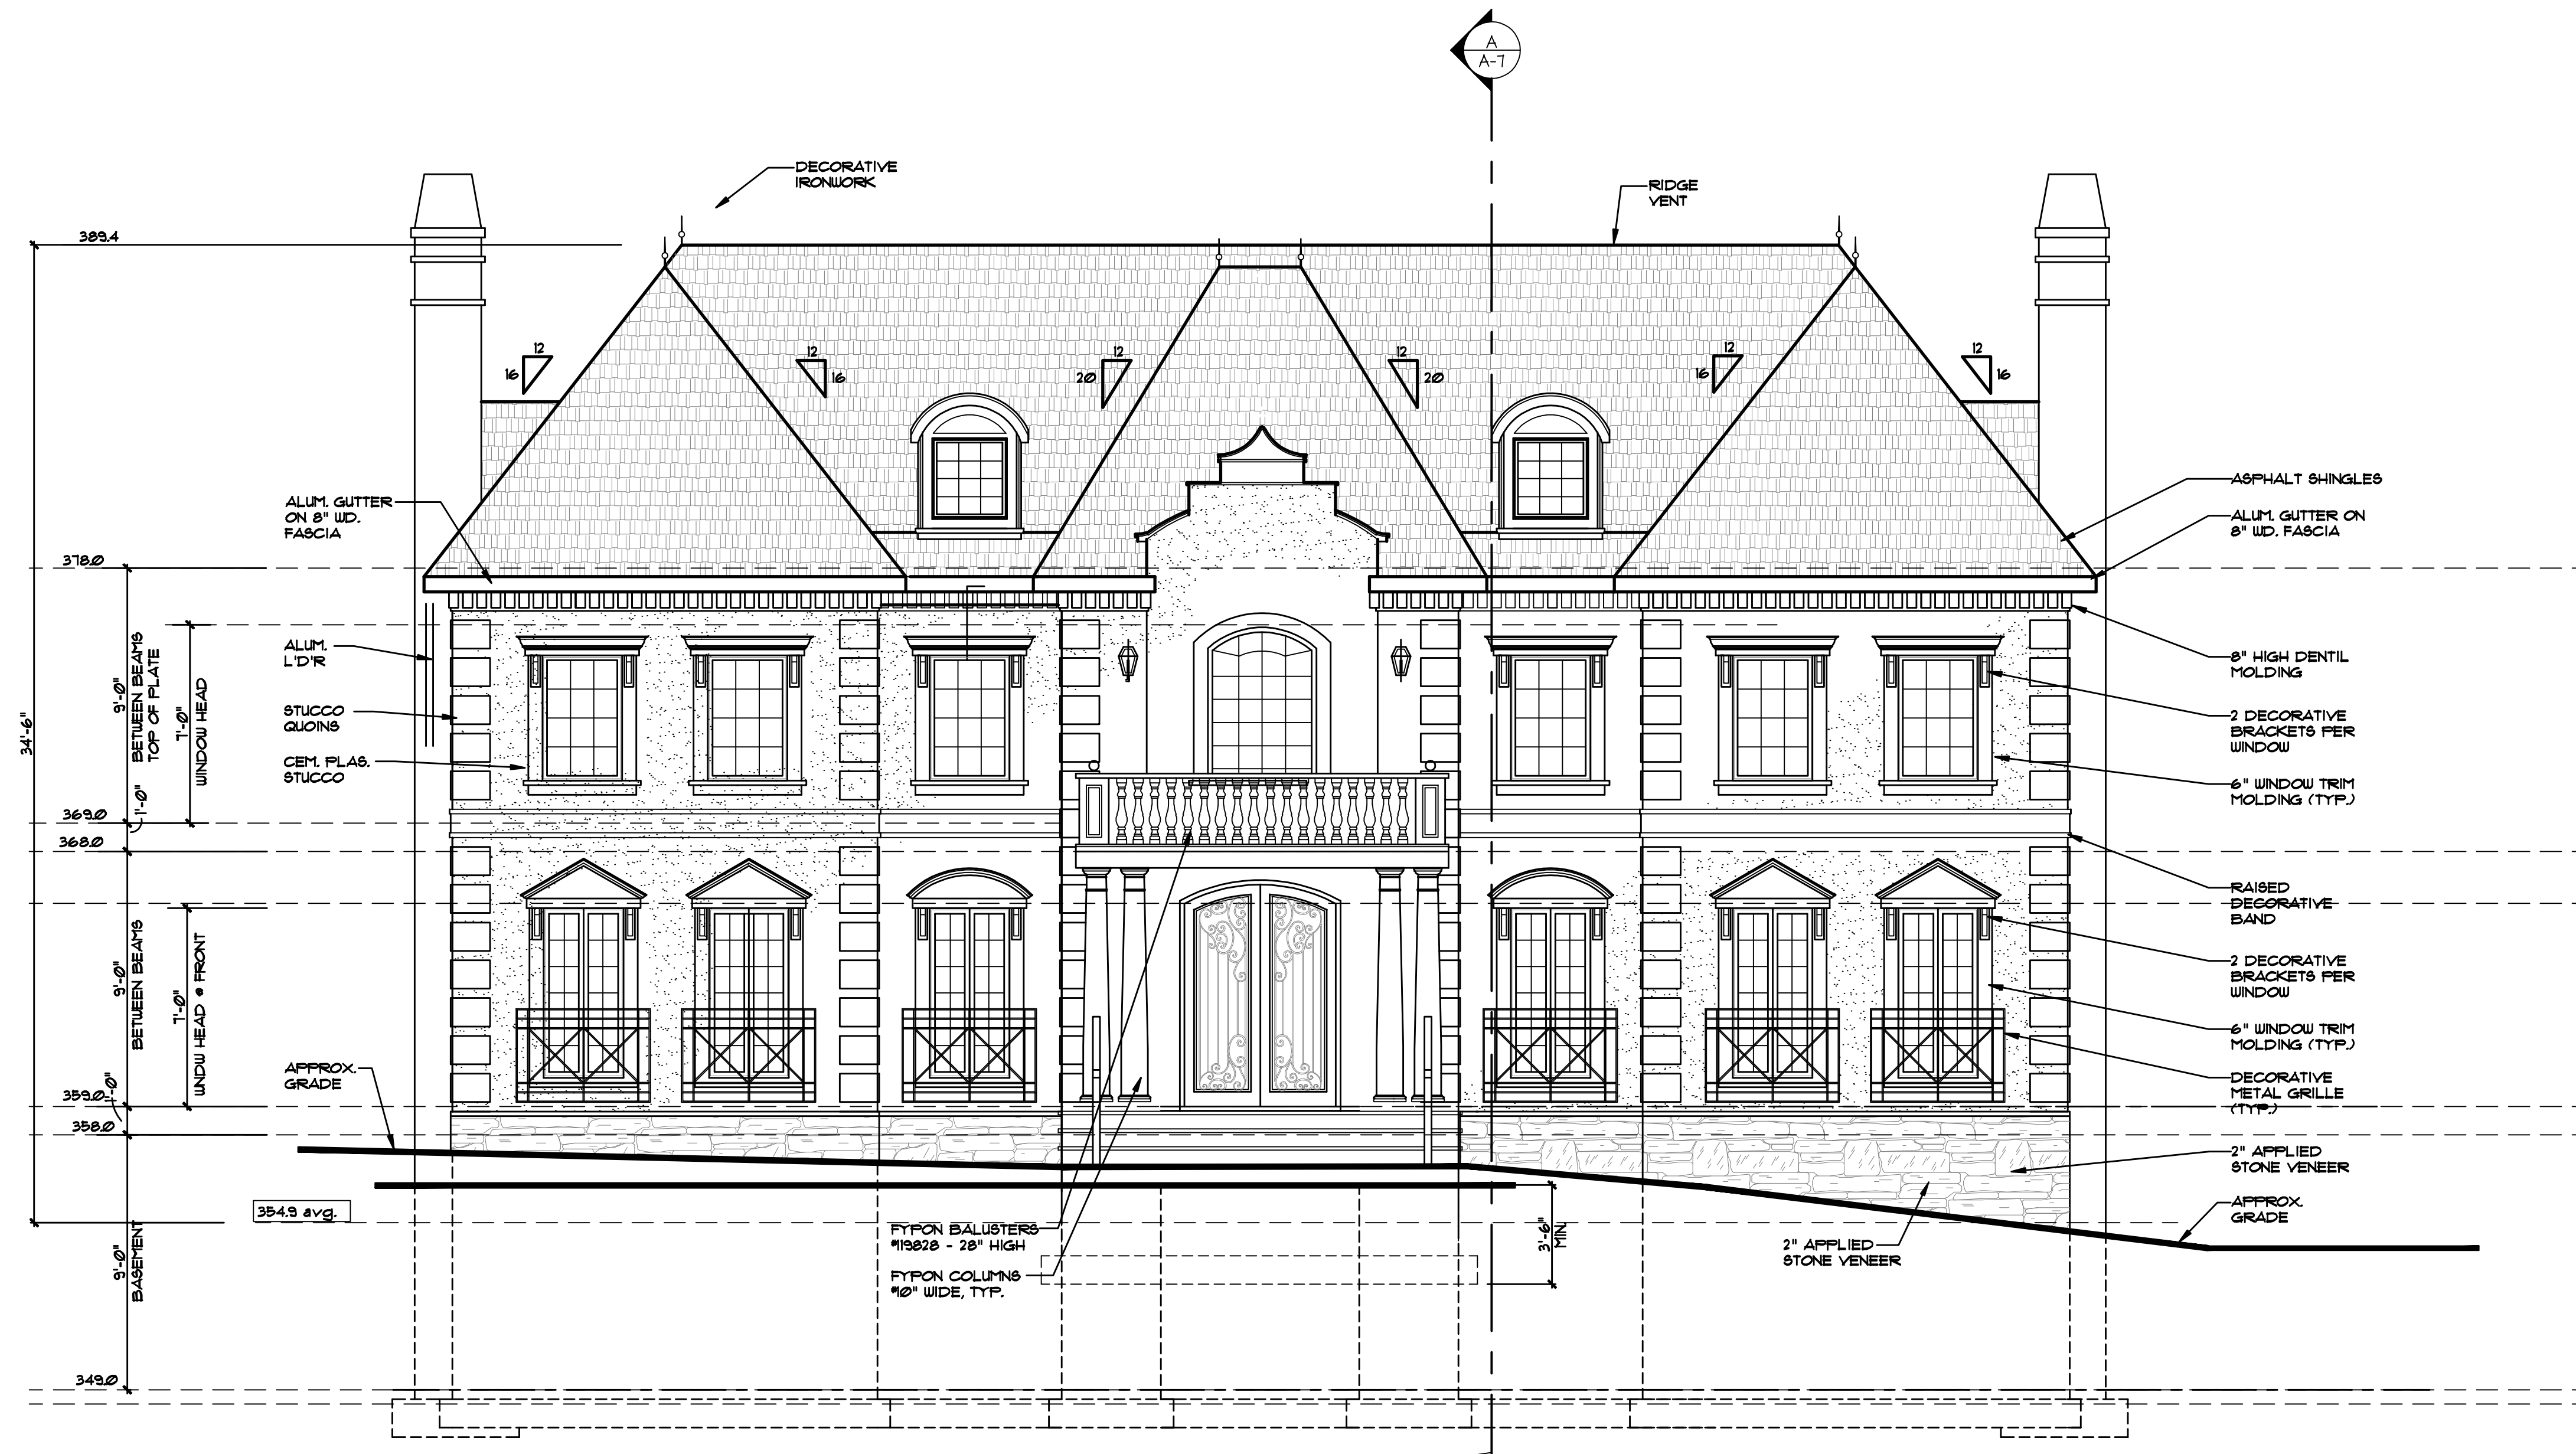 A
A-7
DECORATIVE
IRONWORK
RIDGE
VENT
389.4
12
16
12
16
12
20
12
20
12
16
12
16
ALUM. GUTTER
ON 8" WD.
FASCIA
ASPHALT SHINGLES
ALUM. GUTTER ON
8" WD. FASCIA
378.0
ALUM.
L'D'R
STUCCO
QUOINS
CEM. PLAS.
STUCCO
34'-6"
9'-0"
BETWEEN BEAMS
TOP OF PLATE
7'-0"
WINDOW HEAD
1'-0"
369.0
368.0
8" HIGH DENTIL
MOLDING
2 DECORATIVE
BRACKETS PER
WINDOW
6" WINDOW TRIM
MOLDING (TYP.)
RAISED
DECORATIVE
BAND
2 DECORATIVE
BRACKETS PER
WINDOW
6" WINDOW TRIM
MOLDING (TYP.)
DECORATIVE
METAL GRILLE
(TYP.)
2" APPLIED
STONE VENEER
APPROX.
GRADE
9'-0"
BETWEEN BEAMS
7'-0"
WNDW HEAD @ FRONT
APPROX.
GRADE
359.0
1'-0"
358.0
354.9 avg.
9'-0"
BASEMENT
349.0
FYPON BALUSTERS
#119828 - 28" HIGH
FYPON COLUMNS
#10" WIDE, TYP.
3'-6"
MIN
2" APPLIED
STONE VENEER